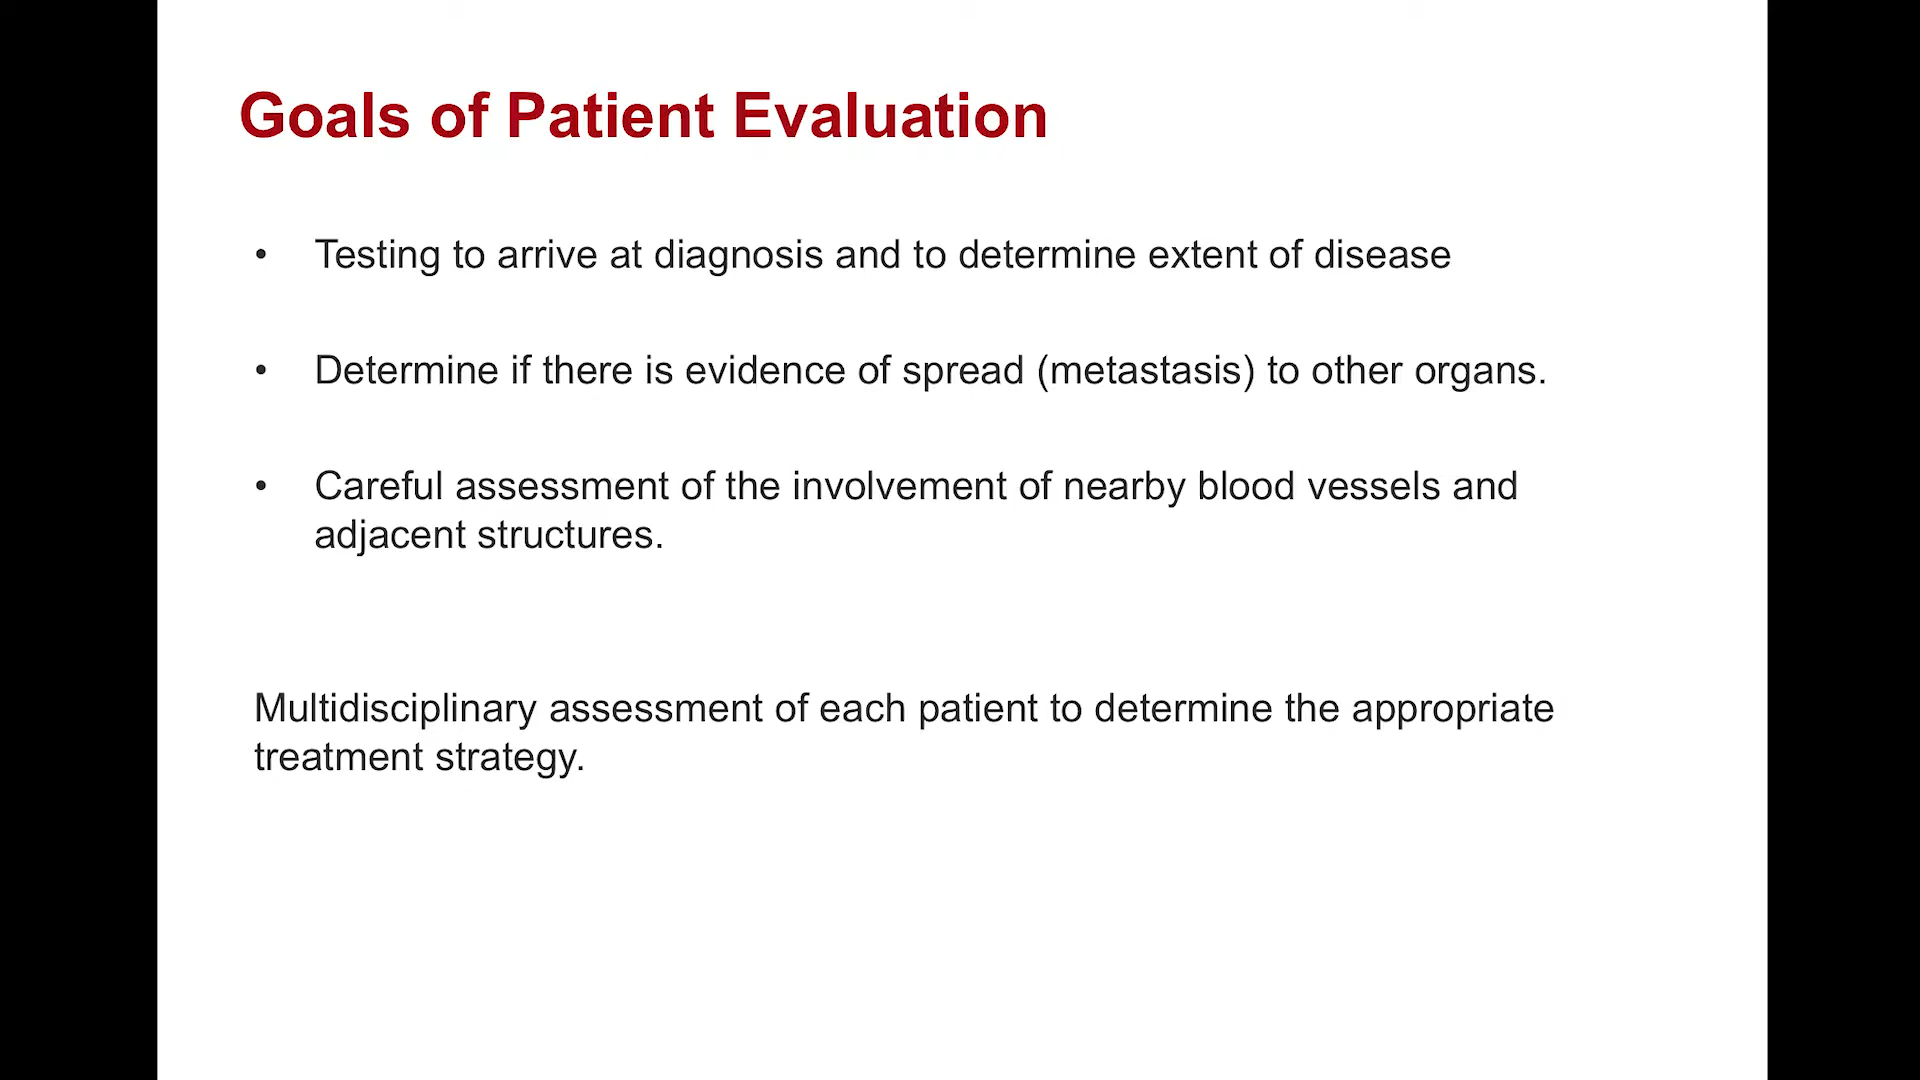 Goals of Patient Evaluation
• Testing to arrive at diagnosis and to determine extent of disease
• Determine if there is evidence of spread (metastasis) to other organs.
• Careful assessment of the involvement of nearby blood vessels and
adjacent structures.
Multidisciplinary assessment of each patient to determine the appropriate
treatment strategy.